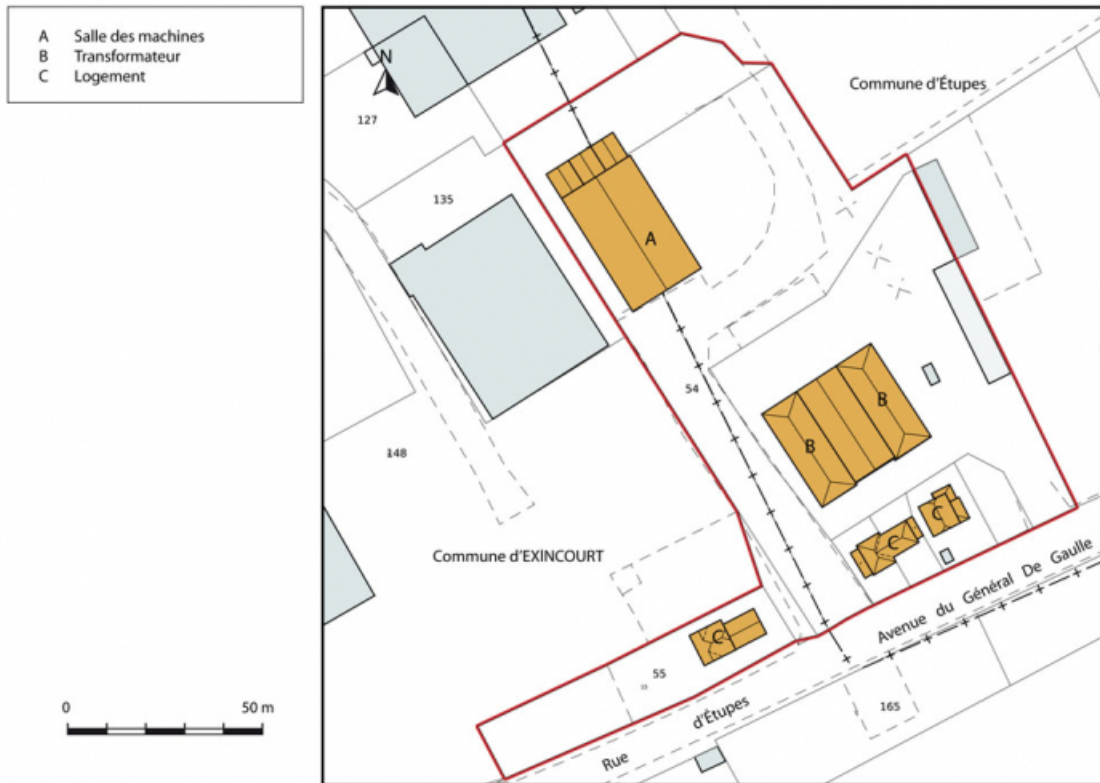 A Salle des machines
B Transformateur
C Logement
N
Commune d'Étupes
127
135
A
54
B
B
148
C
C
Commune d'EXINCOURT
Avenue du Général De Gaulle
C
55
165
Rue d'Étupes
0 50 m